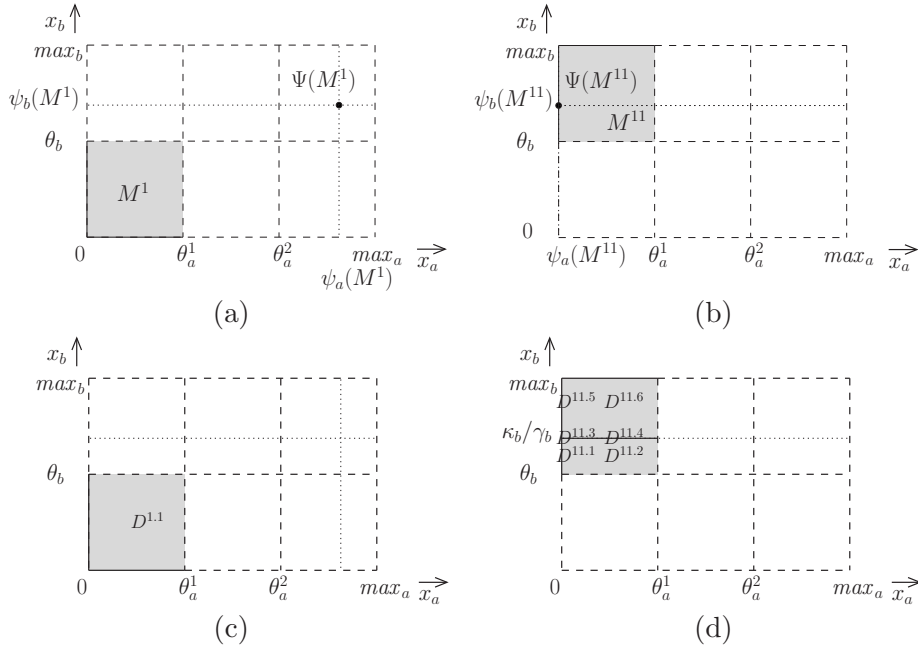 x_b
max_b
ψ_b(M^1)
Ψ(M^1)
θ_b
M^1
0
θ_a^1
θ_a^2
max_a
x_a
ψ_a(M^1)
(a)
x_b
max_b
Ψ(M^{11})
ψ_b(M^{11})
M^{11}
θ_b
0
ψ_a(M^{11})
θ_a^1
θ_a^2
max_a
x_a
(b)
x_b
max_b
θ_b
D^{1.1}
0
θ_a^1
θ_a^2
max_a
x_a
(c)
x_b
max_b
D^{11.5} D^{11.6}
κ_b/γ_b D^{11.3} D^{11.4}
D^{11.1} D^{11.2}
θ_b
0
θ_a^1
θ_a^2
max_a
x_a
(d)